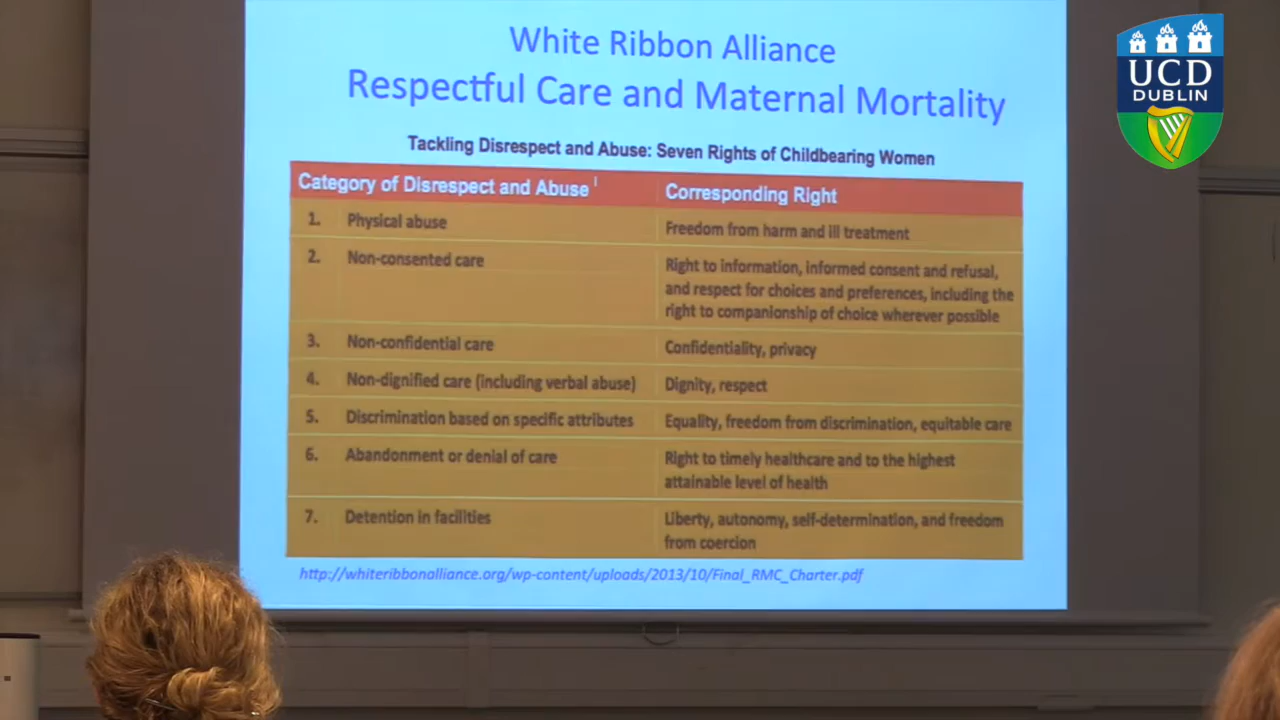 White Ribbon Alliance
Respectful Care and Maternal Mortality
Tackling Disrespect and Abuse: Seven Rights of Childbearing Women
Category of Disrespect and Abuse Corresponding Right
1. Physical abuse Freedom from harm and ill treatment
2. Non-consented care Right to information, informed consent and refusal,
and respect for choices and preferences, including the
right to companionship of choice wherever possible
3. Non-confidential care Confidentiality, privacy
4. Non-dignified care (including verbal abuse) Dignity, respect
5. Discrimination based on specific attributes Equality, freedom from discrimination, equitable care
6. Abandonment or denial of care Right to timely healthcare and to the highest
attainable level of health
7. Detention in facilities Liberty, autonomy, self-determination, and freedom
from coercion
http://whiteribbonalliance.org/wp-content/uploads/2013/10/Final_RMC_Charter.pdf
UCD
DUBLIN